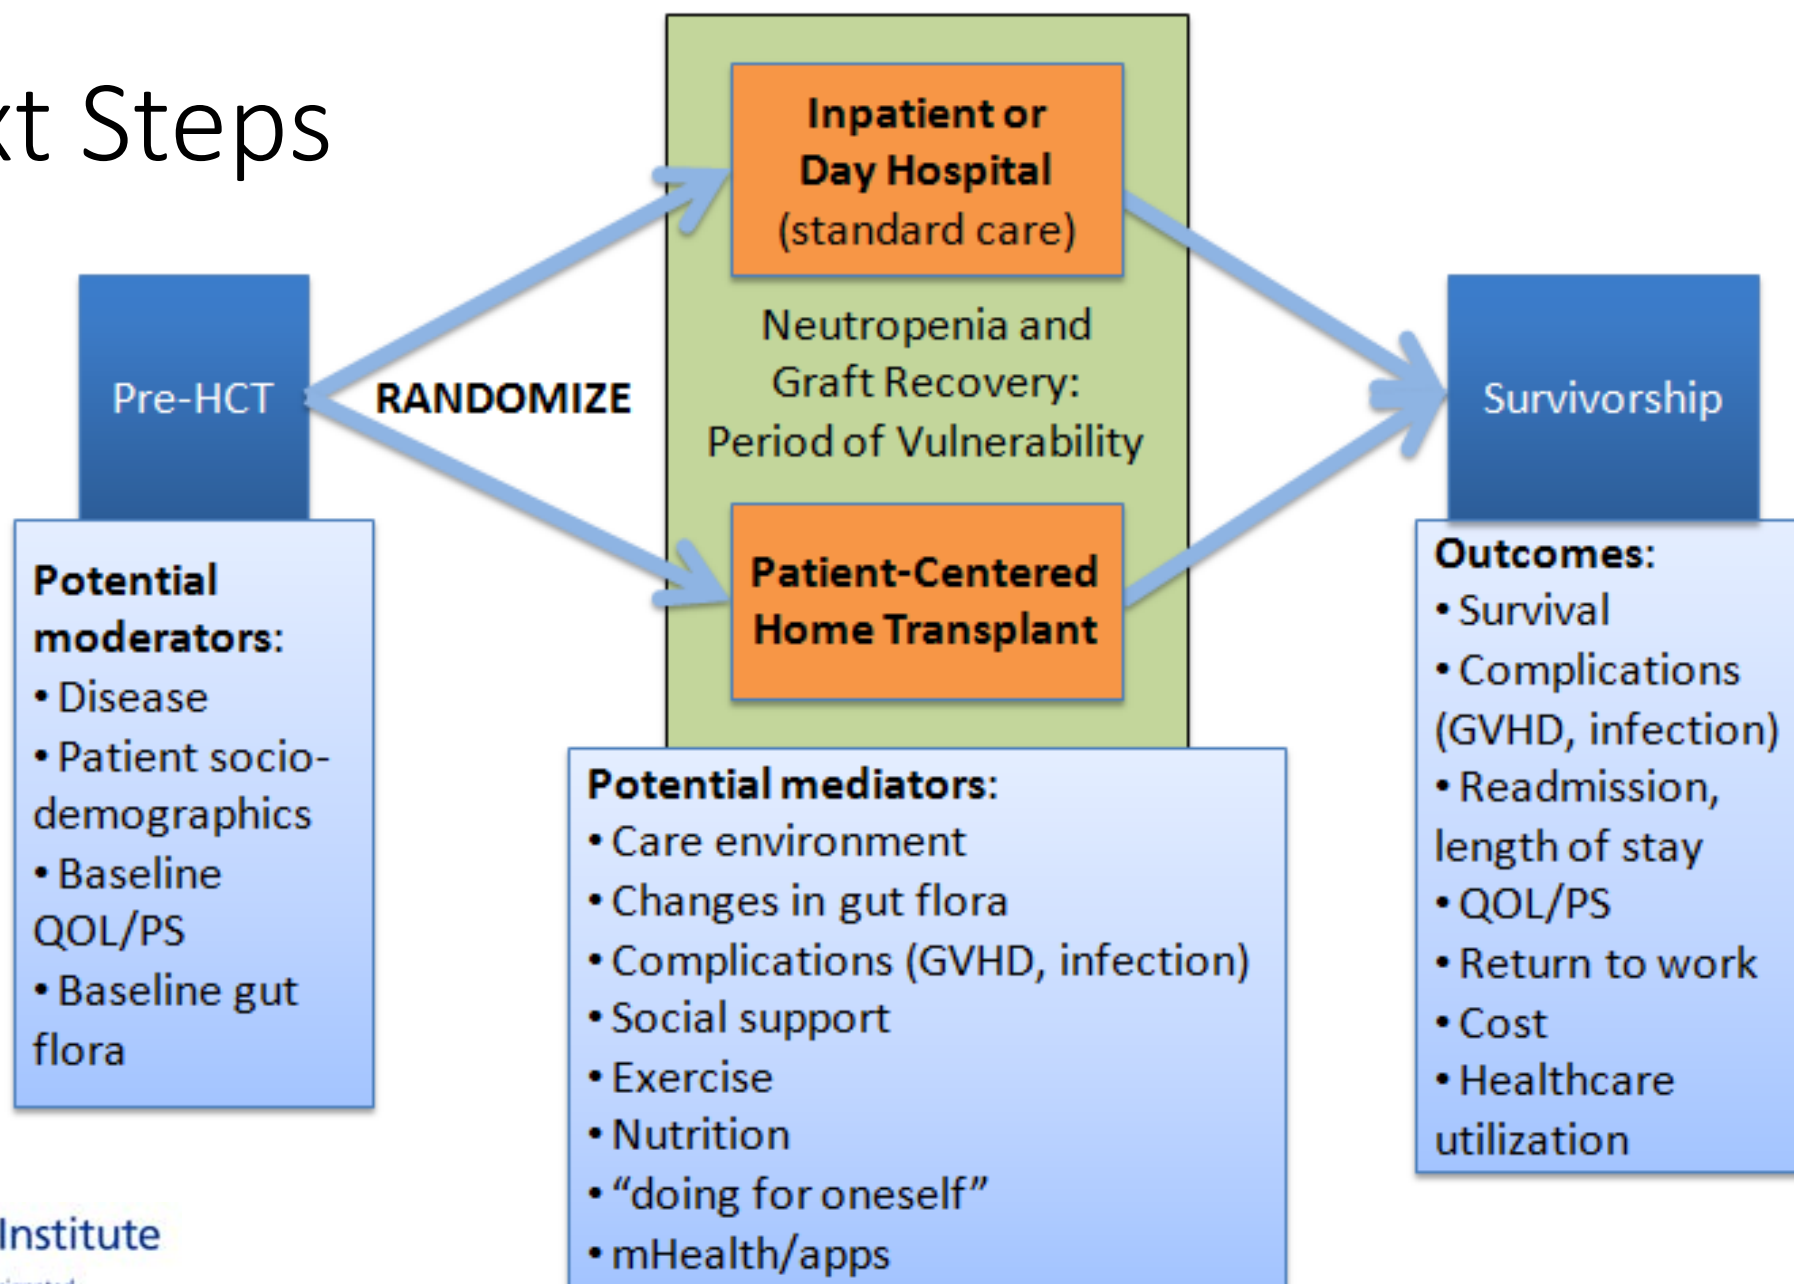 Steps
Inpatient or
Day Hospital
(standard care)
Neutropenia and
Graft Recovery:
Period of Vulnerability
Pre-HCT
RANDOMIZE
Survivorship
Patient-Centered
Home Transplant
Potential
moderators:
• Disease
• Patient socio-
demographics
• Baseline
QOL/PS
• Baseline gut
flora
Potential mediators:
• Care environment
• Changes in gut flora
• Complications (GVHD, infection)
• Social support
• Exercise
• Nutrition
• “doing for oneself”
• mHealth/apps
Outcomes:
• Survival
• Complications
(GVHD, infection)
• Readmission,
length of stay
• QOL/PS
• Return to work
• Cost
• Healthcare
utilization
Institute